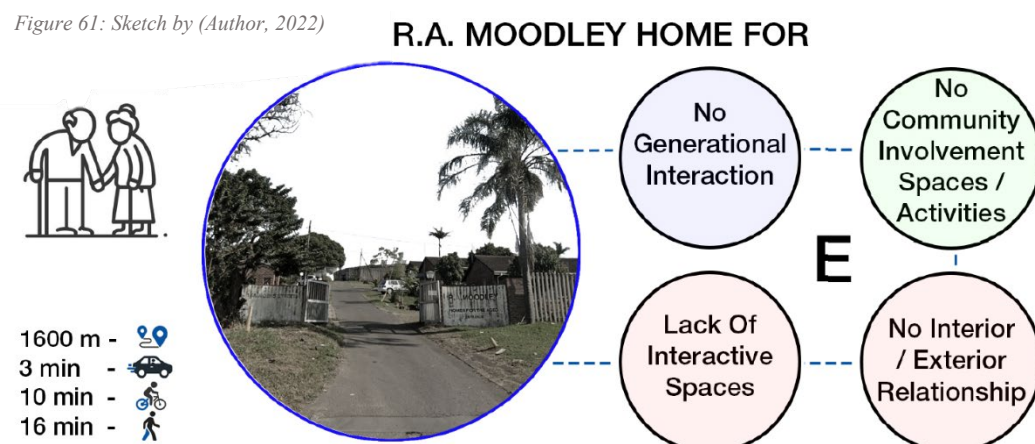 Figure 61: Sketch by (Author, 2022)
R.A. MOODLEY HOME FOR
No
Generational
Interaction
No
Community
Involvement
Spaces /
Activities
E
R.A. MOODLEY
Lack Of
Interactive
Spaces
No Interior
/ Exterior
Relationship
1600 m -
3 min -
10 min -
16 min -